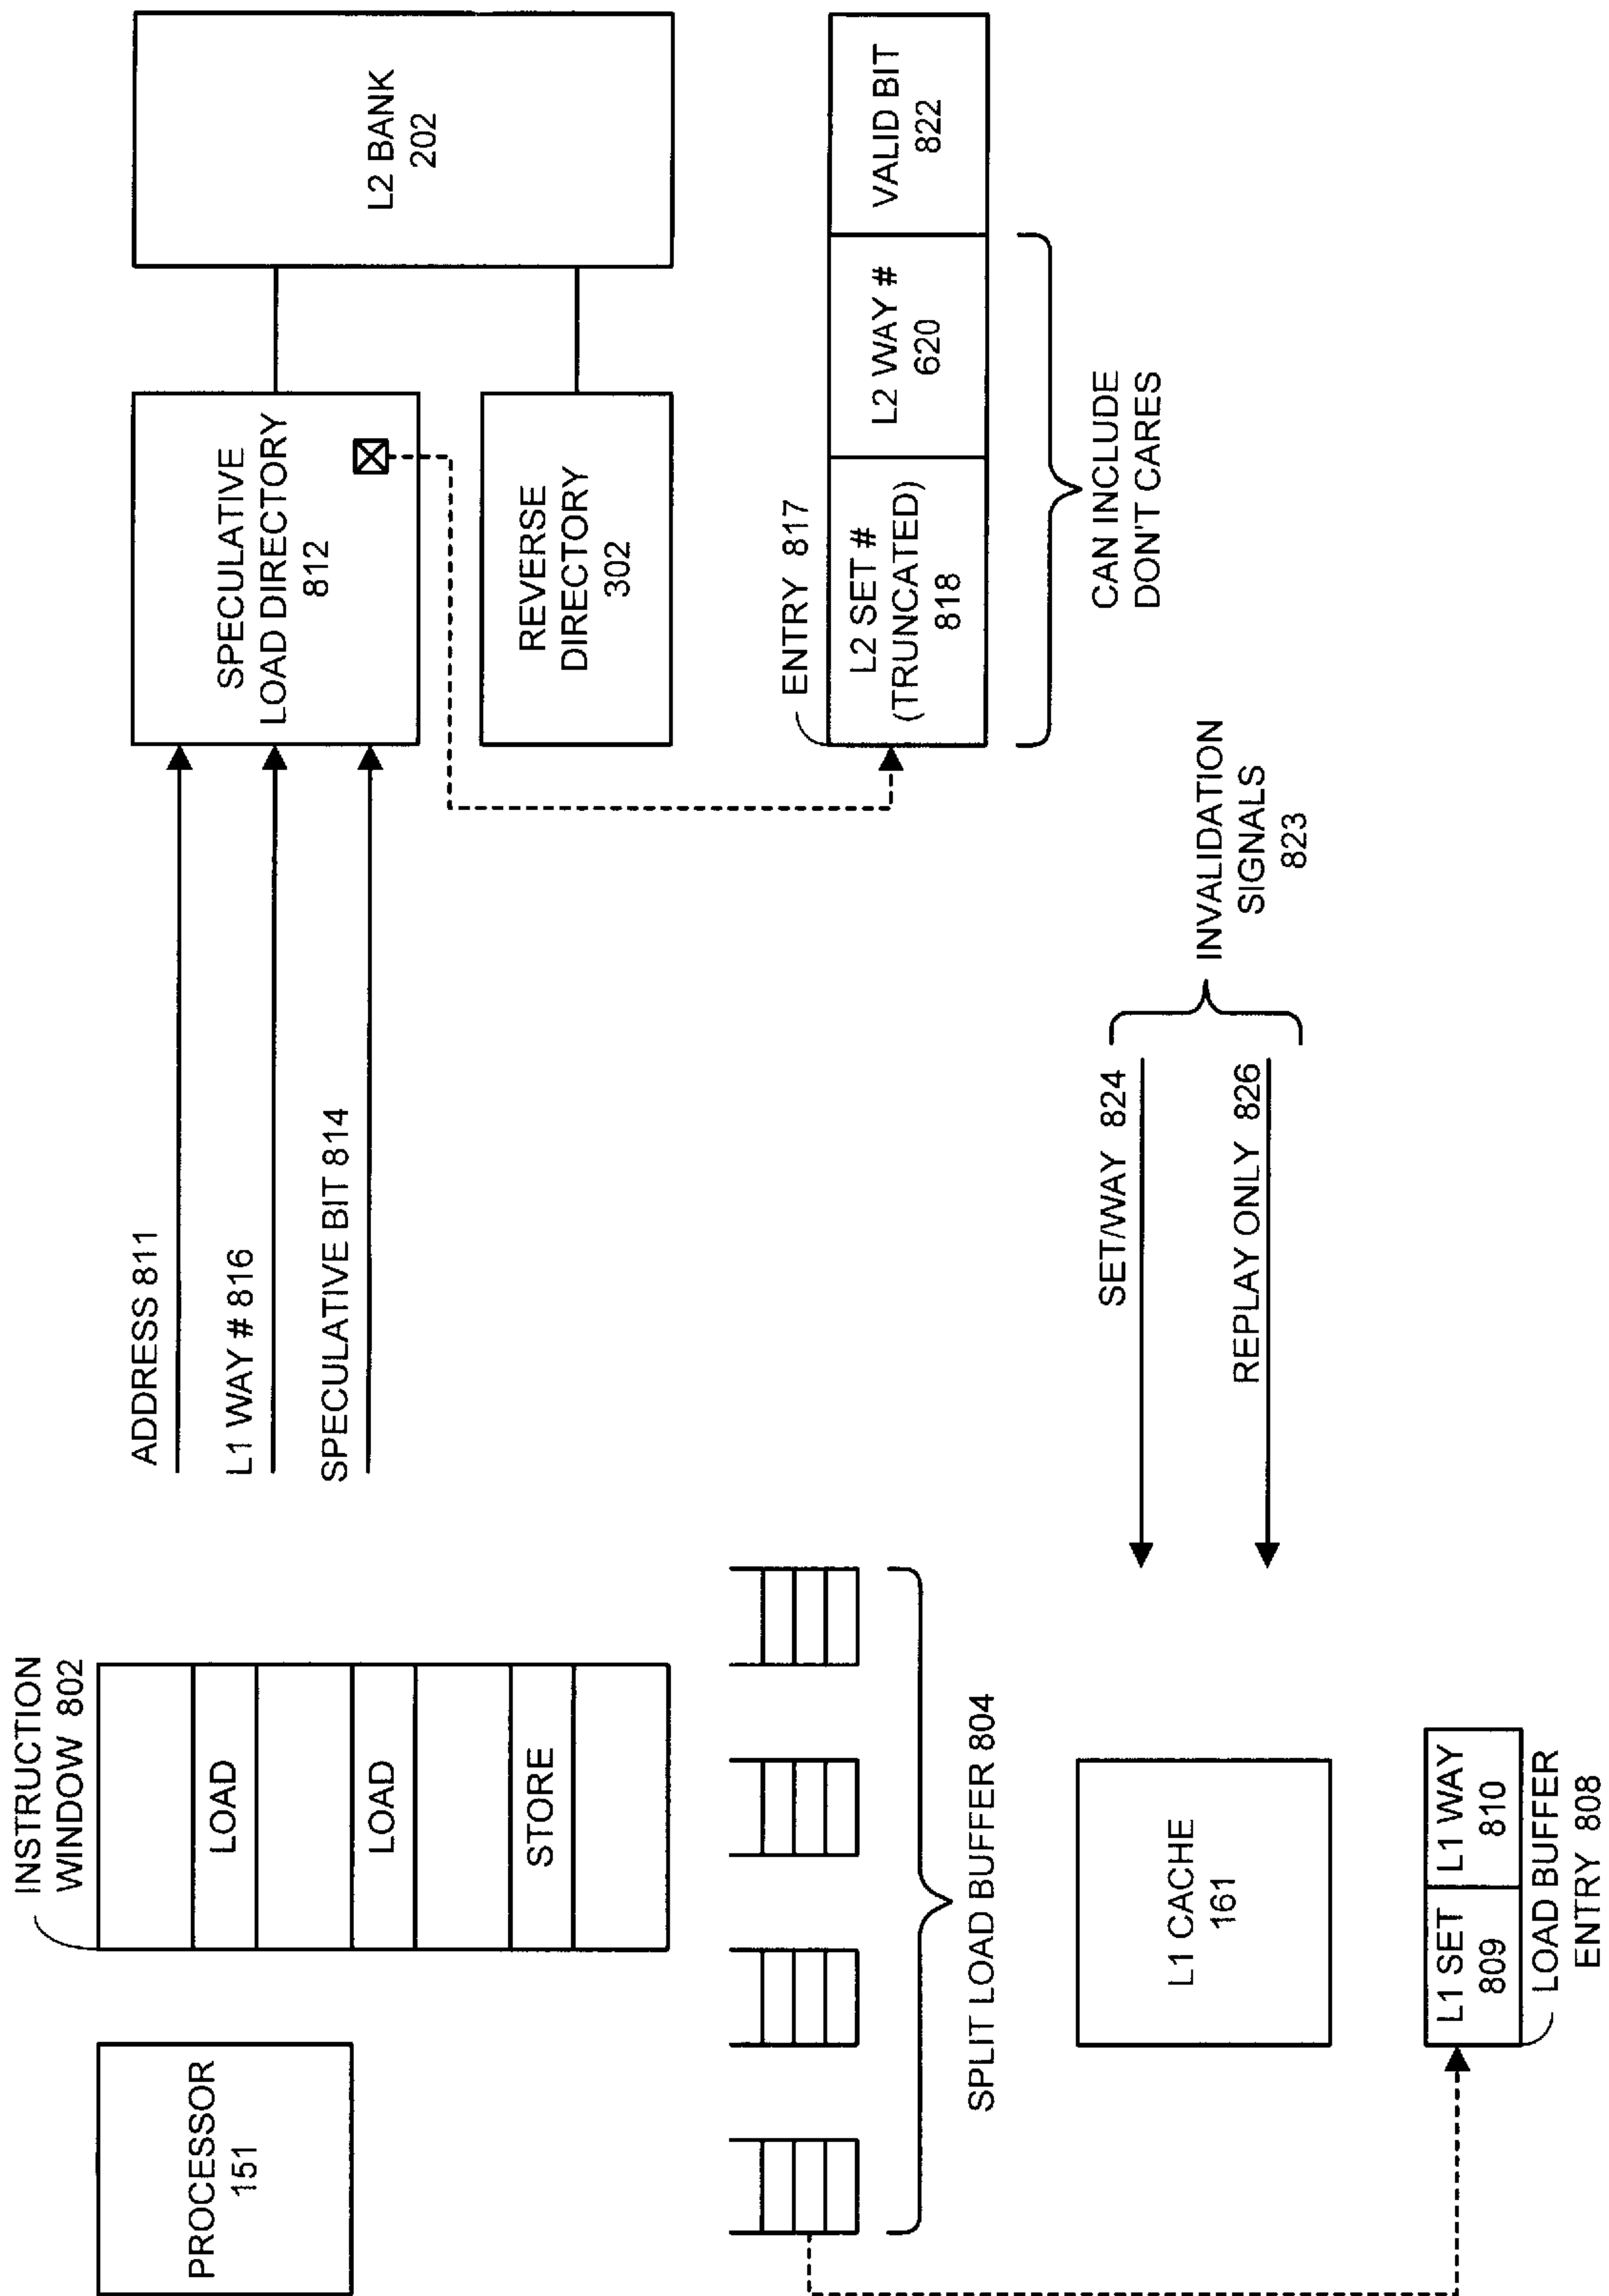 PROCESSOR
151
INSTRUCTION
WINDOW 802
LOAD
LOAD
STORE
SPLIT LOAD BUFFER 804
L1 CACHE
161
L1 SET
809
L1 WAY
810
LOAD BUFFER
ENTRY 808
ADDRESS 811
L1 WAY # 816
SPECULATIVE BIT 814
SET/WAY 824
REPLAY ONLY 826
INVALIDATION
SIGNALS
823
SPECULATIVE
LOAD DIRECTORY
812
REVERSE
DIRECTORY
302
L2 BANK
202
ENTRY 817
L2 SET #
(TRUNCATED)
818
L2 WAY #
620
VALID BIT
822
CAN INCLUDE
DON'T CARES